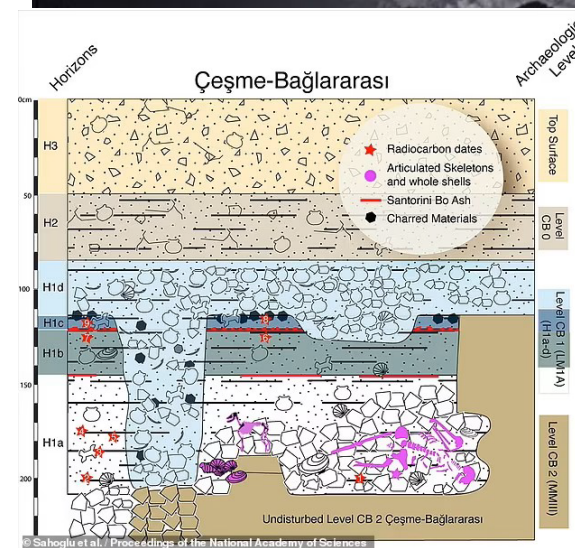 Horizons
Çeşme-Bağlararası
Archaeologic
Level
0cm
H3
Radiocarbon dates
Articulated Skeletons
and whole shells
Santorini Bo Ash
Charred Materials
Top Surface
50
H2
Level
CB 0
100
H1d
H1c
H1b
Level CB 1 (LM1A)
(H1a-d)
150
H1a
200
Level CB 2 (MMIII)
Undisturbed Level CB 2 Çeşme-Bağlararası
© Sahoglu et al. / Proceedings of the National Academy of Sciences